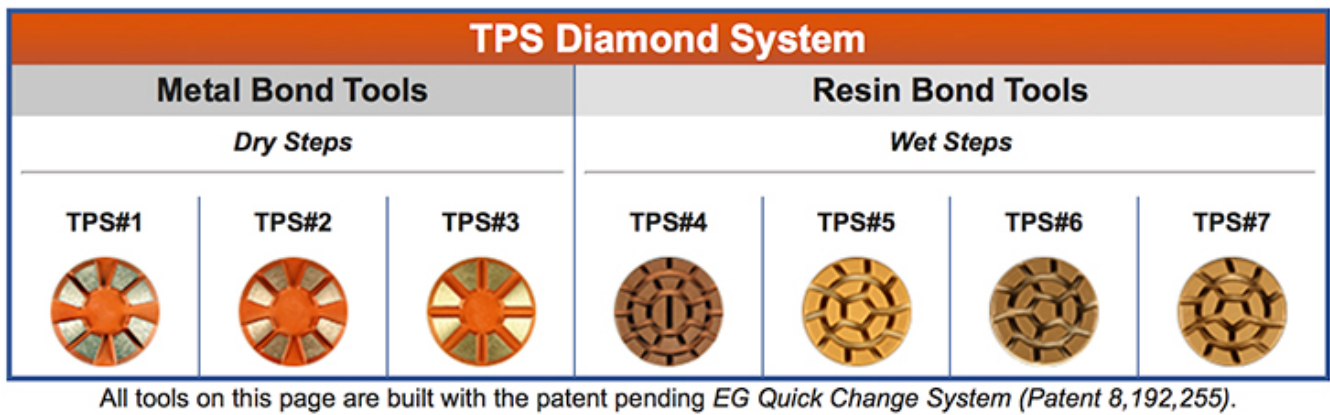 TPS Diamond System
Metal Bond Tools
Resin Bond Tools
Dry Steps
Wet Steps
TPS#1
TPS#2
TPS#3
TPS#4
TPS#5
TPS#6
TPS#7
All tools on this page are built with the patent pending EG Quick Change System (Patent 8,192,255).